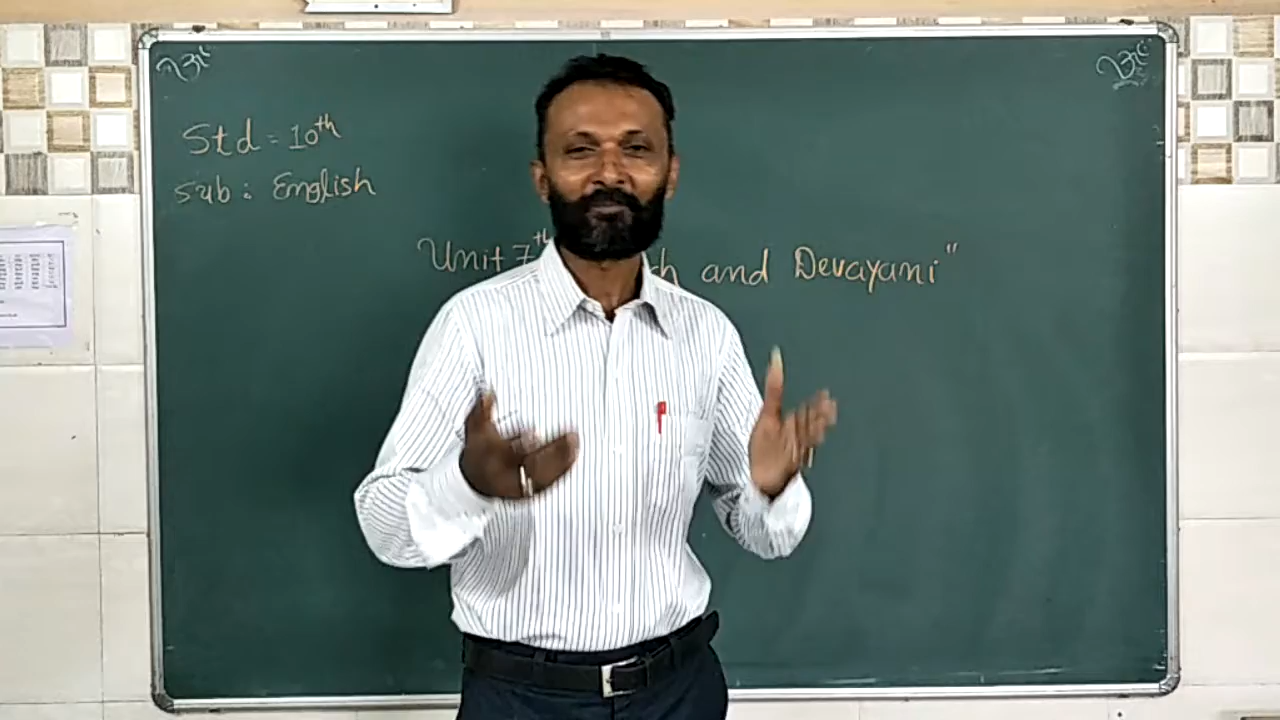 Std = 10th
Sub : English
Unit 7th and Devayani"